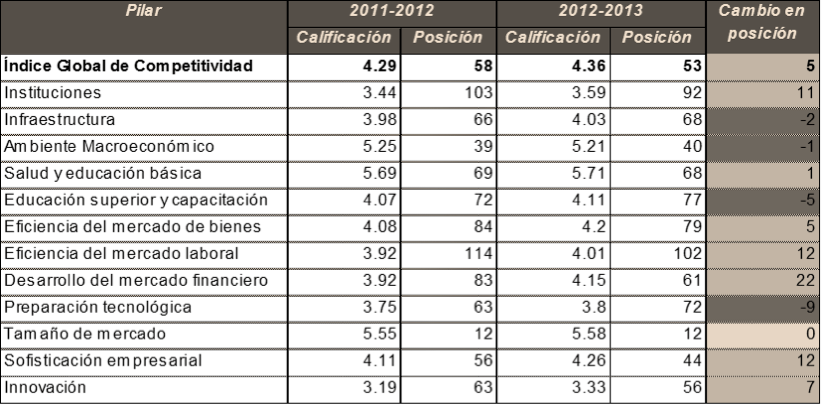 Pilar 2011-2012 2012-2013 Cambio en posición
Calificación Posición Calificación Posición
Índice Global de Competitividad 4.29 58 4.36 53 5
Instituciones 3.44 103 3.59 92 11
Infraestructura 3.98 66 4.03 68 -2
Ambiente Macroeconómico 5.25 39 5.21 40 -1
Salud y educación básica 5.69 69 5.71 68 1
Educación superior y capacitación 4.07 72 4.11 77 -5
Eficiencia del mercado de bienes 4.08 84 4.2 79 5
Eficiencia del mercado laboral 3.92 114 4.01 102 12
Desarrollo del mercado financiero 3.92 83 4.15 61 22
Preparación tecnológica 3.75 63 3.8 72 -9
Tamaño de mercado 5.55 12 5.58 12 0
Sofisticación empresarial 4.11 56 4.26 44 12
Innovación 3.19 63 3.33 56 7